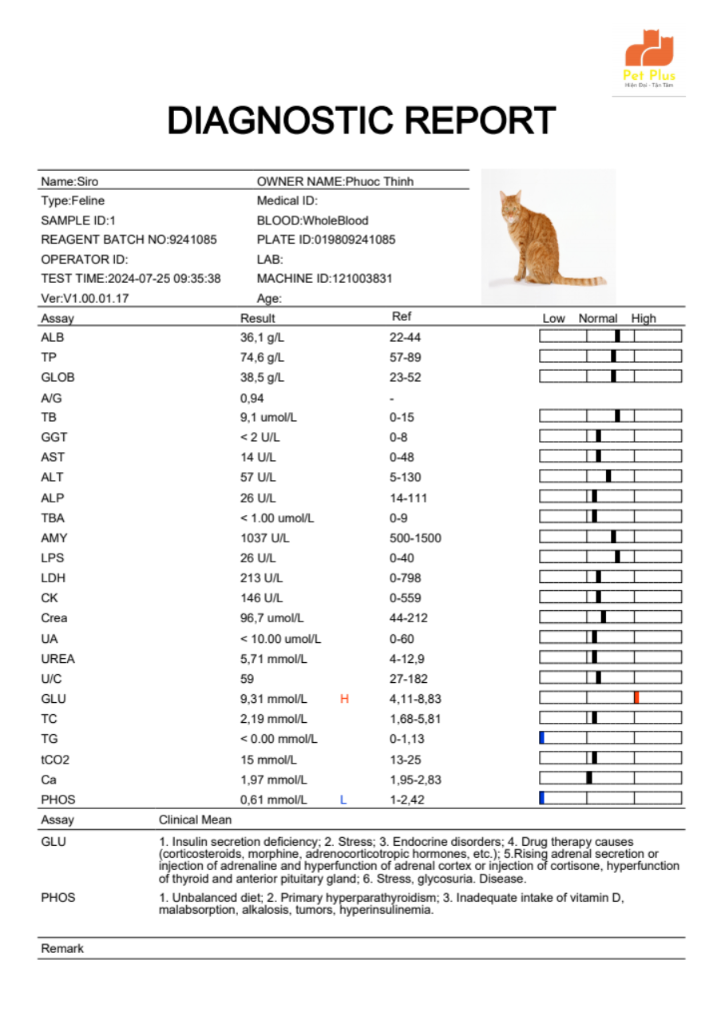 Pet Plus
Hiện Đại - Tận Tâm
DIAGNOSTIC REPORT
Name:Siro OWNER NAME:Phuoc Thinh
Type:Feline Medical ID:
SAMPLE ID:1 BLOOD:WholeBlood
REAGENT BATCH NO:9241085 PLATE ID:019809241085
OPERATOR ID: LAB:
TEST TIME:2024-07-25 09:35:38 MACHINE ID:121003831
Ver:V1.00.01.17 Age:
Assay Result Ref Low Normal High
ALB 36,1 g/L 22-44
TP 74,6 g/L 57-89
GLOB 38,5 g/L 23-52
A/G 0,94 -
TB 9,1 umol/L 0-15
GGT < 2 U/L 0-8
AST 14 U/L 0-48
ALT 57 U/L 5-130
ALP 26 U/L 14-111
TBA < 1.00 umol/L 0-9
AMY 1037 U/L 500-1500
LPS 26 U/L 0-40
LDH 213 U/L 0-798
CK 146 U/L 0-559
Crea 96,7 umol/L 44-212
UA < 10.00 umol/L 0-60
UREA 5,71 mmol/L 4-12,9
U/C 59 27-182
GLU 9,31 mmol/L H 4,11-8,83
TC 2,19 mmol/L 1,68-5,81
TG < 0.00 mmol/L 0-1,13
tCO2 15 mmol/L 13-25
Ca 1,97 mmol/L 1,95-2,83
PHOS 0,61 mmol/L L 1-2,42
Assay Clinical Mean
GLU 1. Insulin secretion deficiency; 2. Stress; 3. Endocrine disorders; 4. Drug therapy causes
(corticosteroids, morphine, adrenocorticotropic hormones, etc.); 5.Rising adrenal secretion or
injection of adrenaline and hyperfunction of adrenal cortex or injection of cortisone, hyperfunction
of thyroid and anterior pituitary gland; 6. Stress, glycosuria. Disease.
PHOS 1. Unbalanced diet; 2. Primary hyperparathyroidism; 3. Inadequate intake of vitamin D,
malabsorption, alkalosis, tumors, hyperinsulinemia.
Remark